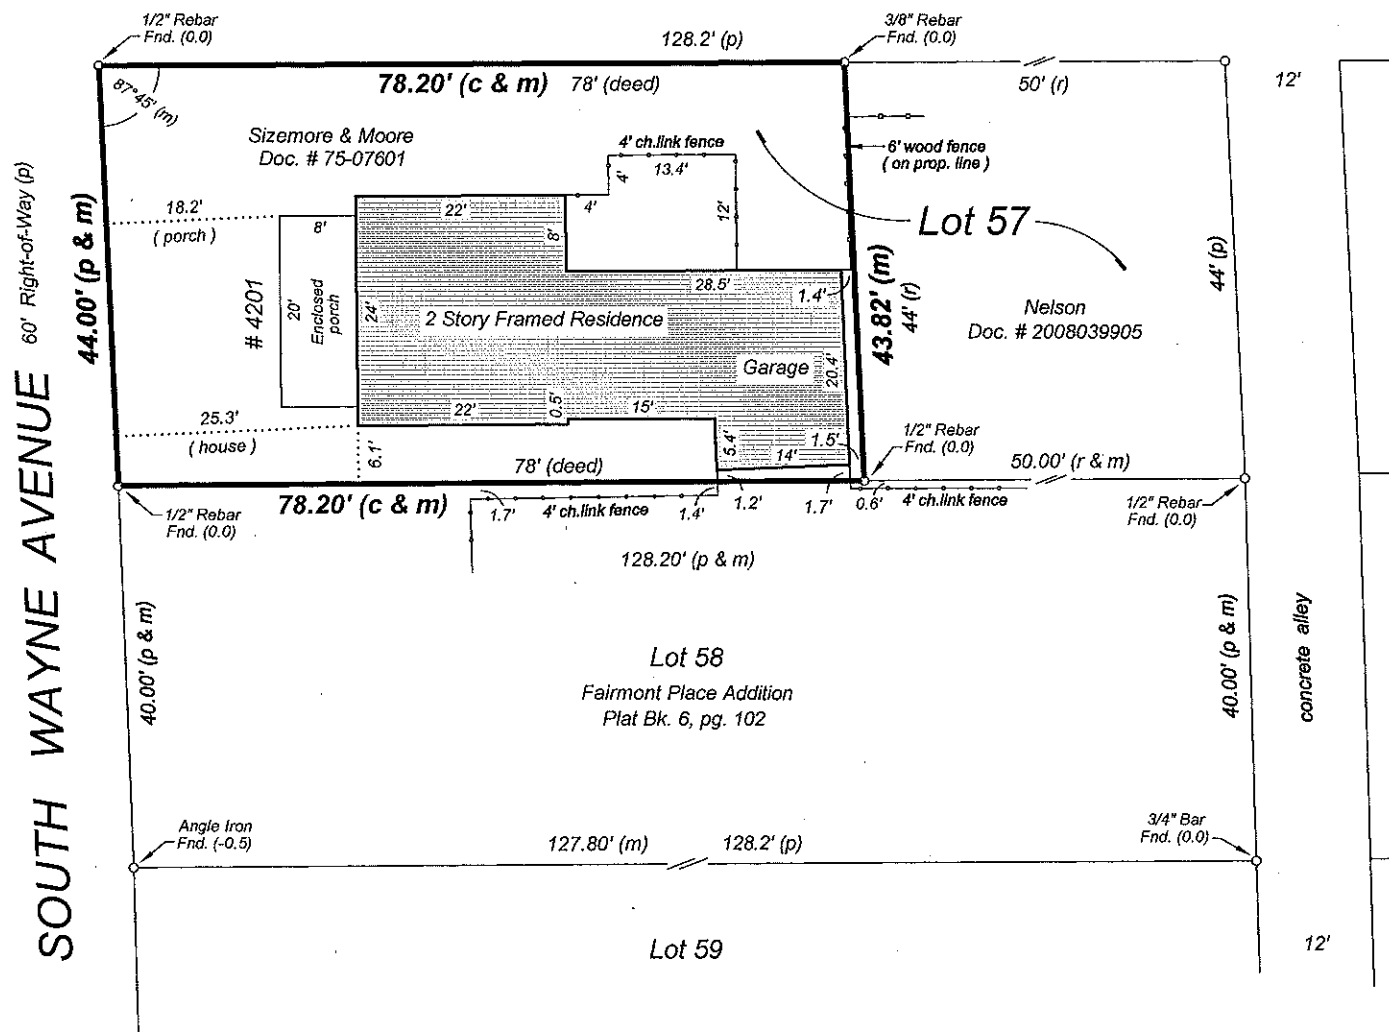 1/2" Rebar
Fnd. (0.0)
3/8" Rebar
Fnd. (0.0)
128.2' (p)
78.20' (c & m)
78' (deed)
50' (r)
12'
87°45' (m)
Sizemore & Moore
Doc. # 75-07601
4' ch.link fence
13.4'
4'
4'
12'
6' wood fence
( on prop. line )
60' Right-of-Way (p)
44.00' (p & m)
18.2'
( porch )
8'
22'
8'
Lot 57
28.5'
1.4'
# 4201
20'
Enclosed
porch
24'
2 Story Framed Residence
Garage
20.4'
43.82' (m)
44' (r)
Nelson
Doc. # 2008039905
44' (p)
25.3'
( house )
22'
0.5'
15'
6.1'
5.4'
1.5'
14'
78' (deed)
1/2" Rebar
Fnd. (0.0)
50.00' (r & m)
78.20' (c & m)
1/2" Rebar
Fnd. (0.0)
1.7'
4' ch.link fence
1.4'
1.2'
1.7'
0.6'
4' ch.link fence
1/2" Rebar
Fnd. (0.0)
128.20' (p & m)
SOUTH WAYNE AVENUE
40.00' (p & m)
Lot 58
Fairmont Place Addition
Plat Bk. 6, pg. 102
40.00' (p & m)
concrete alley
Angle Iron
Fnd. (-0.5)
127.80' (m)
128.2' (p)
3/4" Bar
Fnd. (0.0)
Lot 59
12'